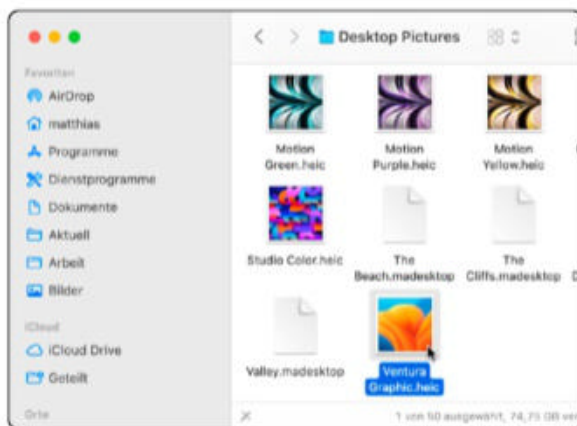 Desktop Pictures
Favoriten
AirDrop
matthias
Programme
Dienstprogramme
Dokumente
Aktuell
Arbeit
Bilder
iCloud
iCloud Drive
Geteilt
Orte
Motion
Green.heic
Motion
Purple.heic
Motion
Yellow.heic
Studio Color.heic
The
Beach.madesktop
The
Cliffs.madesktop
Valley.madesktop
Ventura
Graphic.heic
1 von 50 ausgewählt, 74,75 GB ver